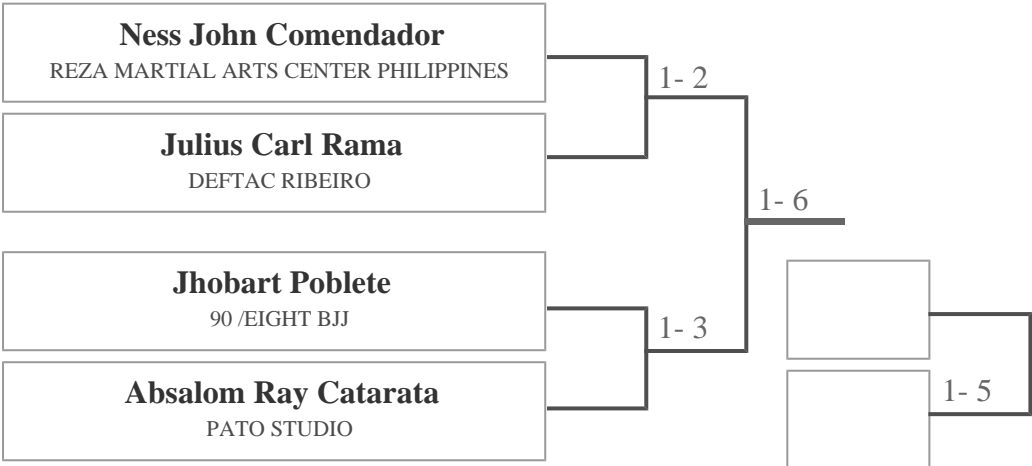 Ness John Comendador
REZA MARTIAL ARTS CENTER PHILIPPINES
1- 2
Julius Carl Rama
DEFTAC RIBEIRO
1- 6
Jhobart Poblete
90 /EIGHT BJJ
1- 3
Absalom Ray Catarata
PATO STUDIO
1- 5